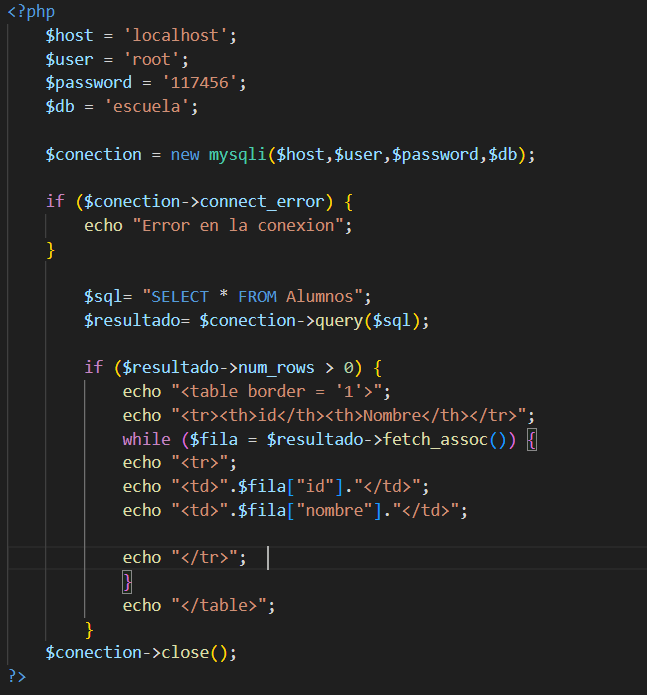 <?php
    $host = 'localhost';
    $user = 'root';
    $password = '117456';
    $db = 'escuela';

    $conection = new mysqli($host,$user,$password,$db);

    if ($conection->connect_error) {
        echo "Error en la conexion";
    }

        $sql= "SELECT * FROM Alumnos";
        $resultado= $conection->query($sql);

        if ($resultado->num_rows > 0) {
            echo "<table border = '1'>";
            echo "<tr><th>id</th><th>Nombre</th></tr>";
            while ($fila = $resultado->fetch_assoc()) {
            echo "<tr>";
            echo "<td>".$fila["id"]."</td>";
            echo "<td>".$fila["nombre"]."</td>";

            echo "</tr>";
            }
            echo "</table>";
        }
    $conection->close();
?>